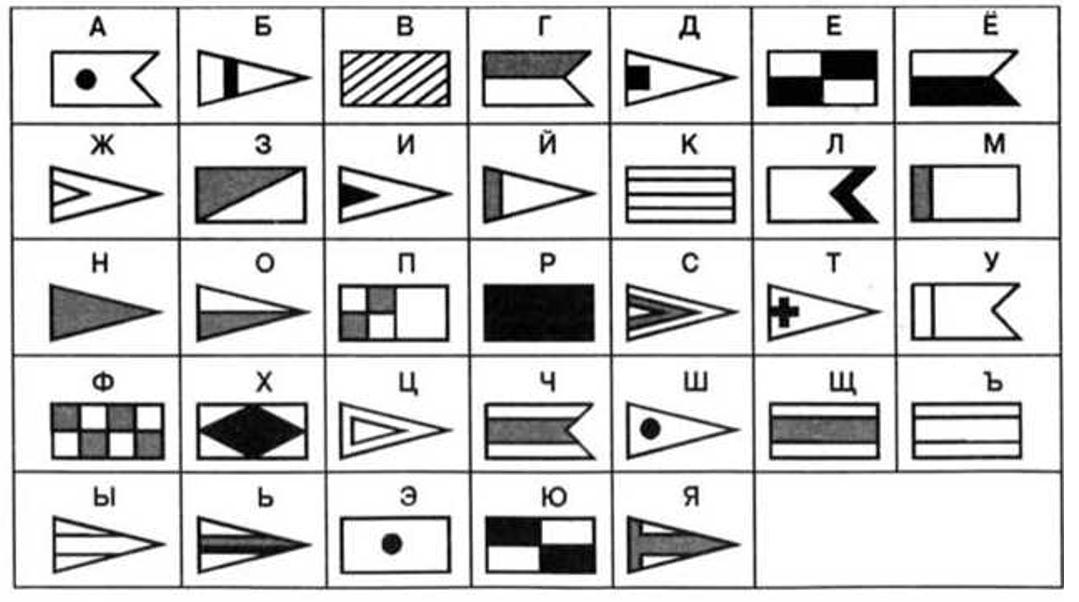 А Б В Г Д Е Ё
Ж З И Й К Л М
Н О П Р С Т У
Ф Х Ц Ч Ш Щ Ъ
Ы Ь Э Ю Я